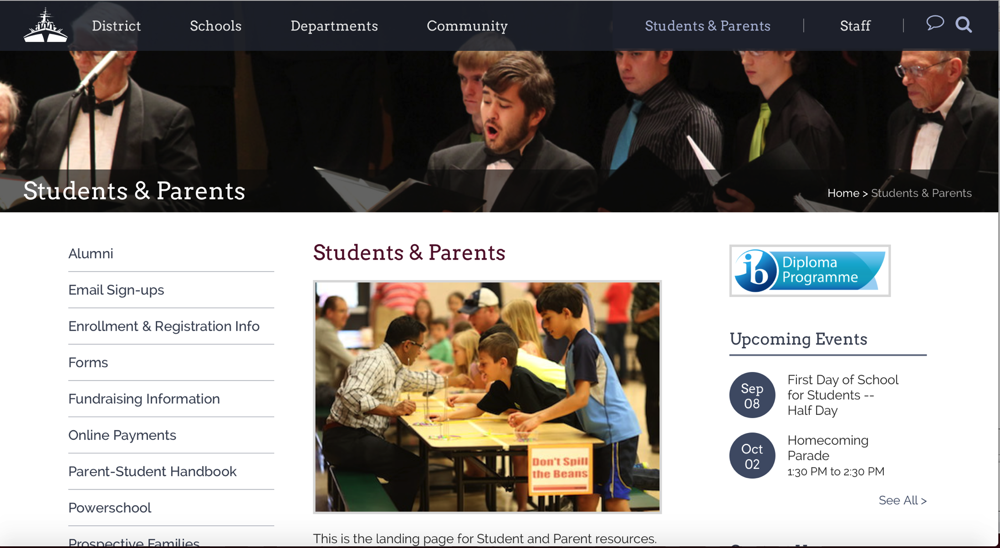 District Schools Departments Community Students & Parents Staff
Students & Parents
Home > Students & Parents
Alumni
Email Sign-ups
Enrollment & Registration Info
Forms
Fundraising Information
Online Payments
Parent-Student Handbook
Powerschool
Prospective Families
Students & Parents
Don't Spill
the Beans
This is the landing page for Student and Parent resources.
ib Diploma
Programme
Upcoming Events
Sep
08
First Day of School
for Students --
Half Day
Oct
02
Homecoming
Parade
1:30 PM to 2:30 PM
See All >